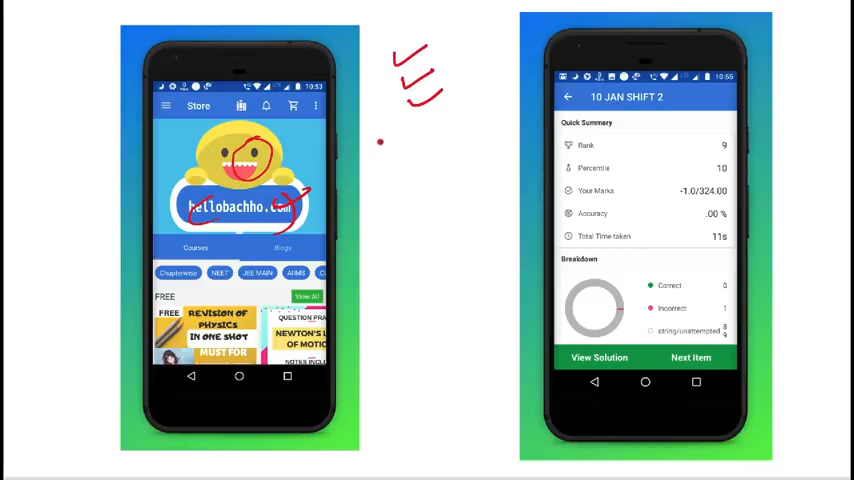 10:53
Store
hellobachho.com
Courses
Blogs
Chapterwise
NEET
JEE MAIN
AIIMS
FREE
View All
FREE
REVISION OF
PHYSICS
IN ONE SHOT
MUST FOR
QUESTION PRA
NEWTON'S L
OF MOTIO
NOTES INCLU
10:55
10 JAN SHIFT 2
Quick Summary
Rank 9
Percentile 10
Your Marks -1.0/324.00
Accuracy .00 %
Total Time taken 11s
Breakdown
Correct 0
Incorrect 1
string/unattempted 89
View Solution
Next Item